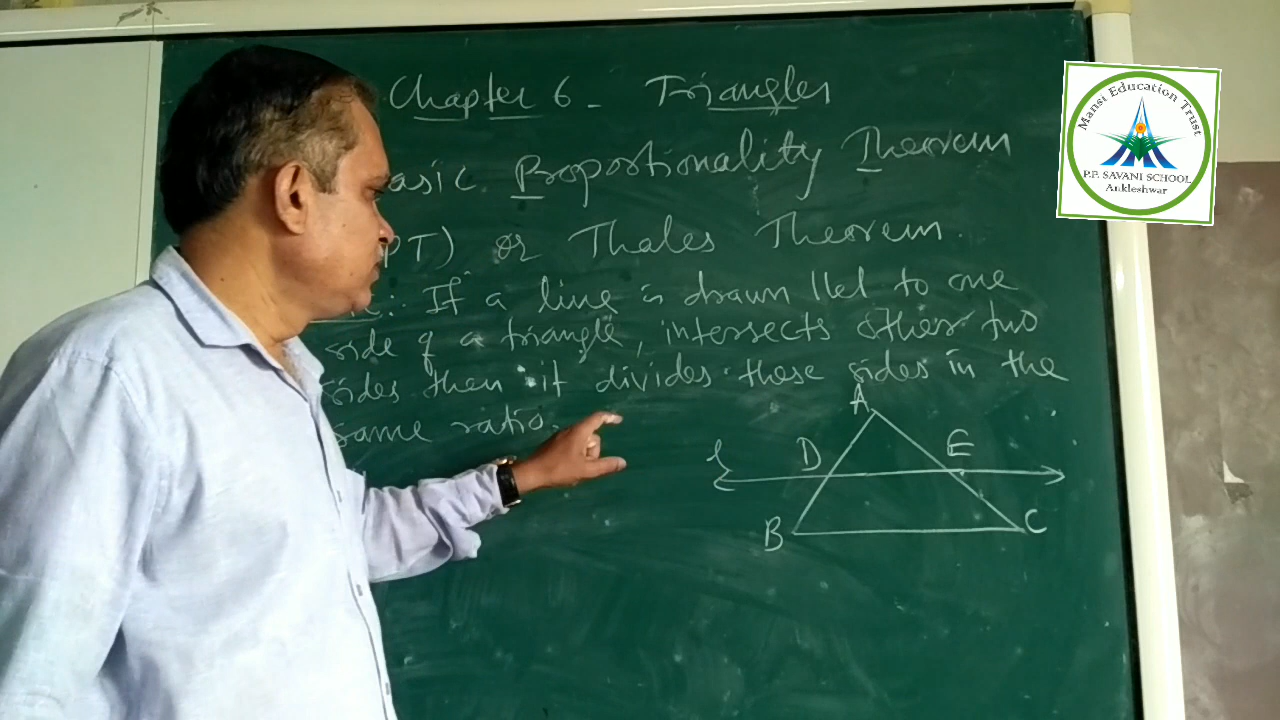 Chapter 6 - Triangles
asic Proportionality Theorem
PT) or Thales Theorem.
: If a line is drawn llel to one
side of a triangle, intersects other two
sides then it divides these sides in the
same ratio.
A
D
E
l
B
C
Mansi Education Trust
P.P. SAVANI SCHOOL
Ankleshwar